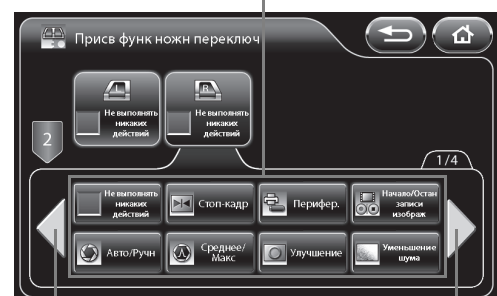 Присв функ ножн переключ
L
R
Не выполнять
никаких
действий
Не выполнять
никаких
действий
2
1/4
Не выполнять
никаких
действий
Стоп-кадр
Перифер.
Начало/Остан
записи
изображ
Авто/Ручн
Среднее/
Макс
Улучшение
Уменьшение
шума